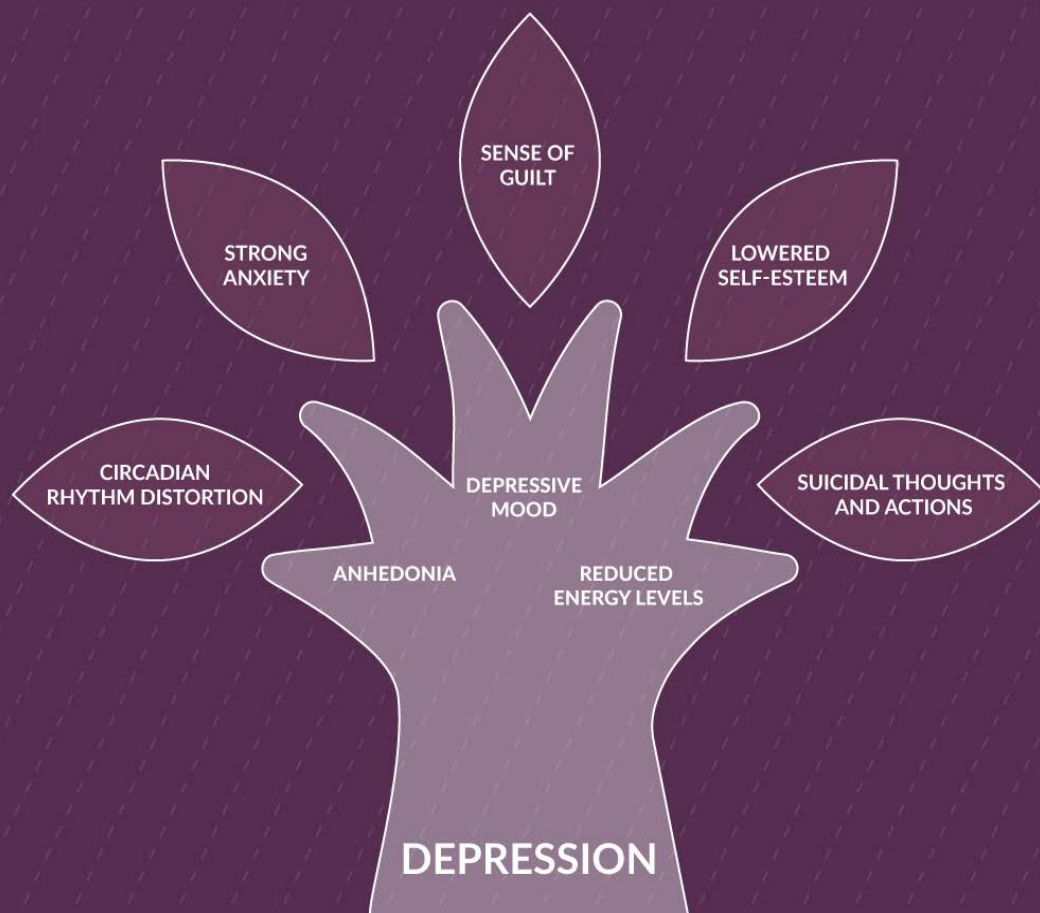 SENSE OF
GUILT
STRONG
ANXIETY
LOWERED
SELF-ESTEEM
CIRCADIAN
RHYTHM DISTORTION
DEPRESSIVE
MOOD
SUICIDAL THOUGHTS
AND ACTIONS
ANHEDONIA
REDUCED
ENERGY LEVELS
DEPRESSION